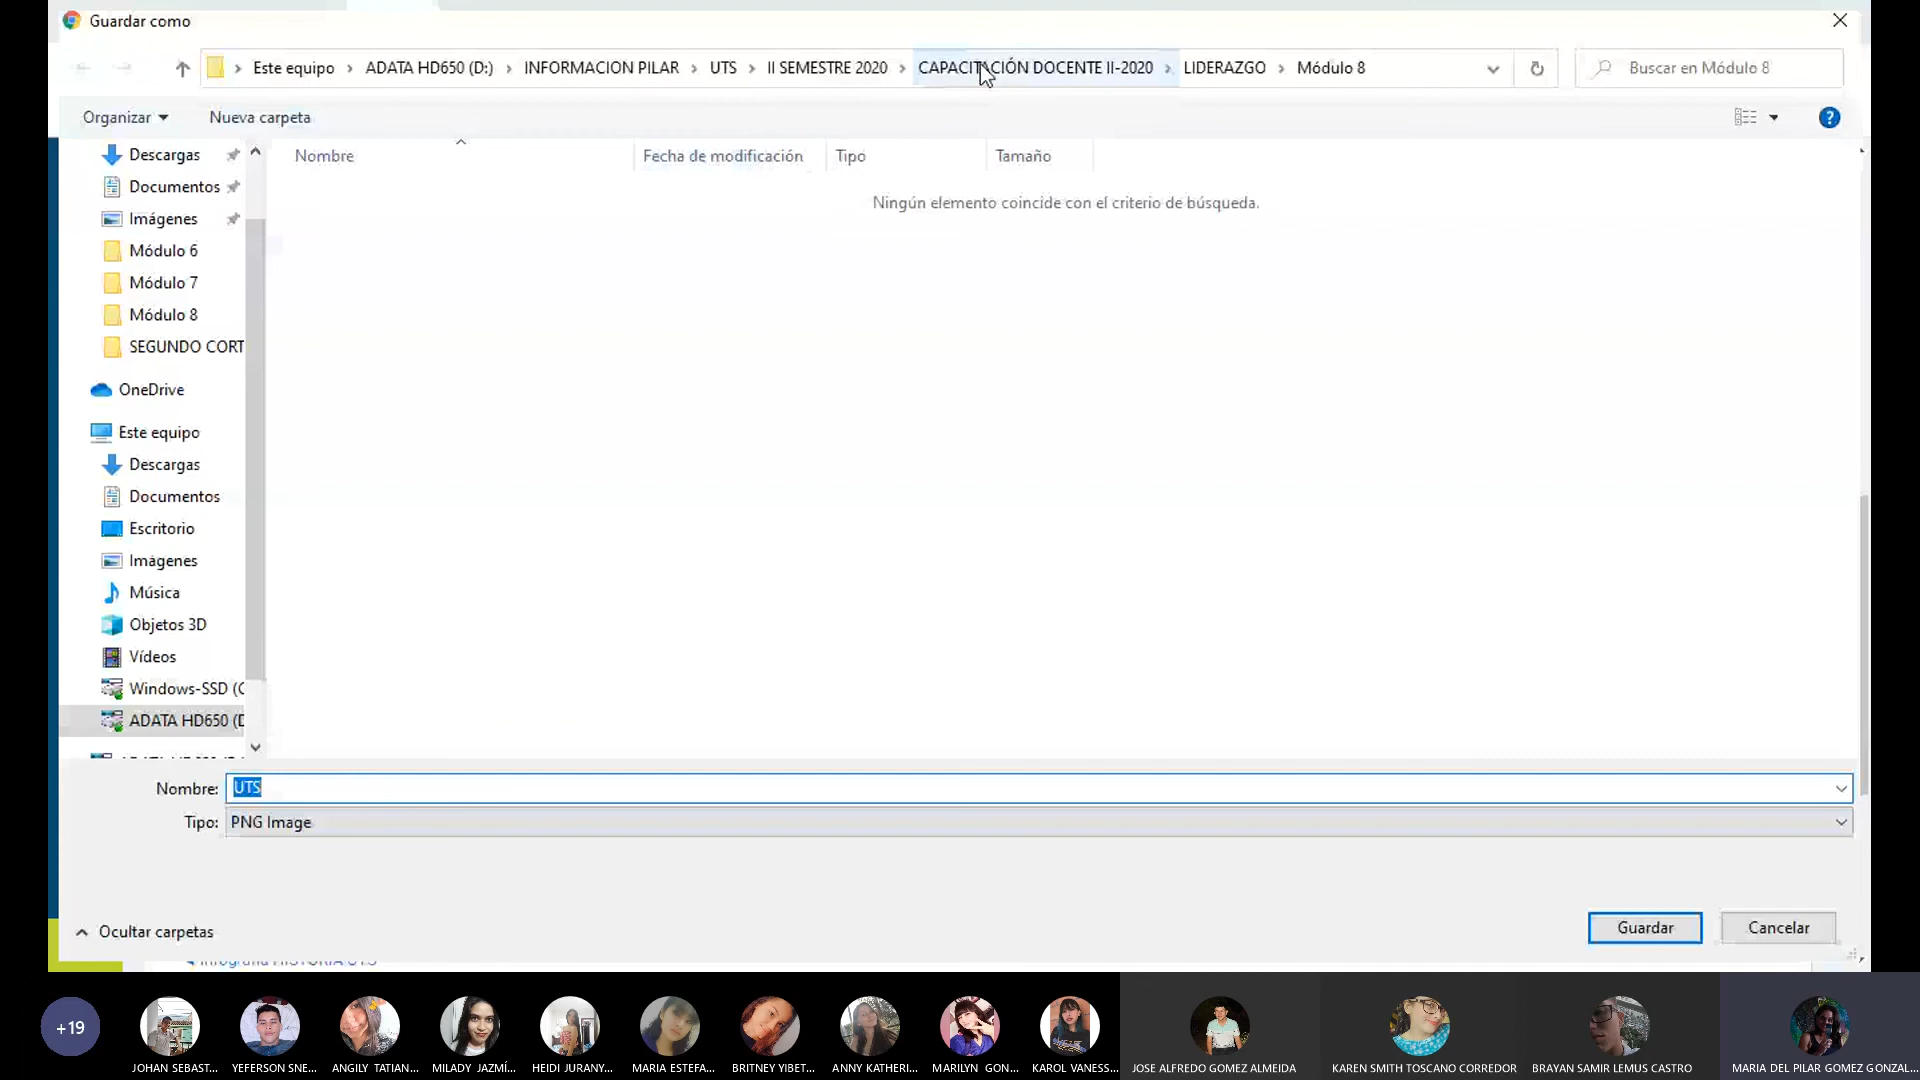 Guardar como
Este equipo > ADATA HD650 (D:) > INFORMACION PILAR > UTS > II SEMESTRE 2020 > CAPACITACIÓN DOCENTE II-2020 > LIDERAZGO > Módulo 8
Buscar en Módulo 8
Organizar
Nueva carpeta
?
Nombre
Fecha de modificación
Tipo
Tamaño
Ningún elemento coincide con el criterio de búsqueda.
Descargas
Documentos
Imágenes
Módulo 6
Módulo 7
Módulo 8
SEGUNDO CORT
OneDrive
Este equipo
Descargas
Documentos
Escritorio
Imágenes
Música
Objetos 3D
Vídeos
Windows-SSD (C
ADATA HD650 (D
Nombre: UTS
Tipo: PNG Image
Ocultar carpetas
Guardar
Cancelar
+19
JOHAN SEBAST...
YEFERSON SNE...
ANGILY TATIAN...
MILADY JAZMÍ...
HEIDI JURANY...
MARIA ESTEFA...
BRITNEY YIBET...
ANNY KATHERI...
MARILYN GON...
KAROL VANESS...
JOSE ALFREDO GOMEZ ALMEIDA
KAREN SMITH TOSCANO CORREDOR
BRAYAN SAMIR LEMUS CASTRO
MARIA DEL PILAR GOMEZ GONZAL...